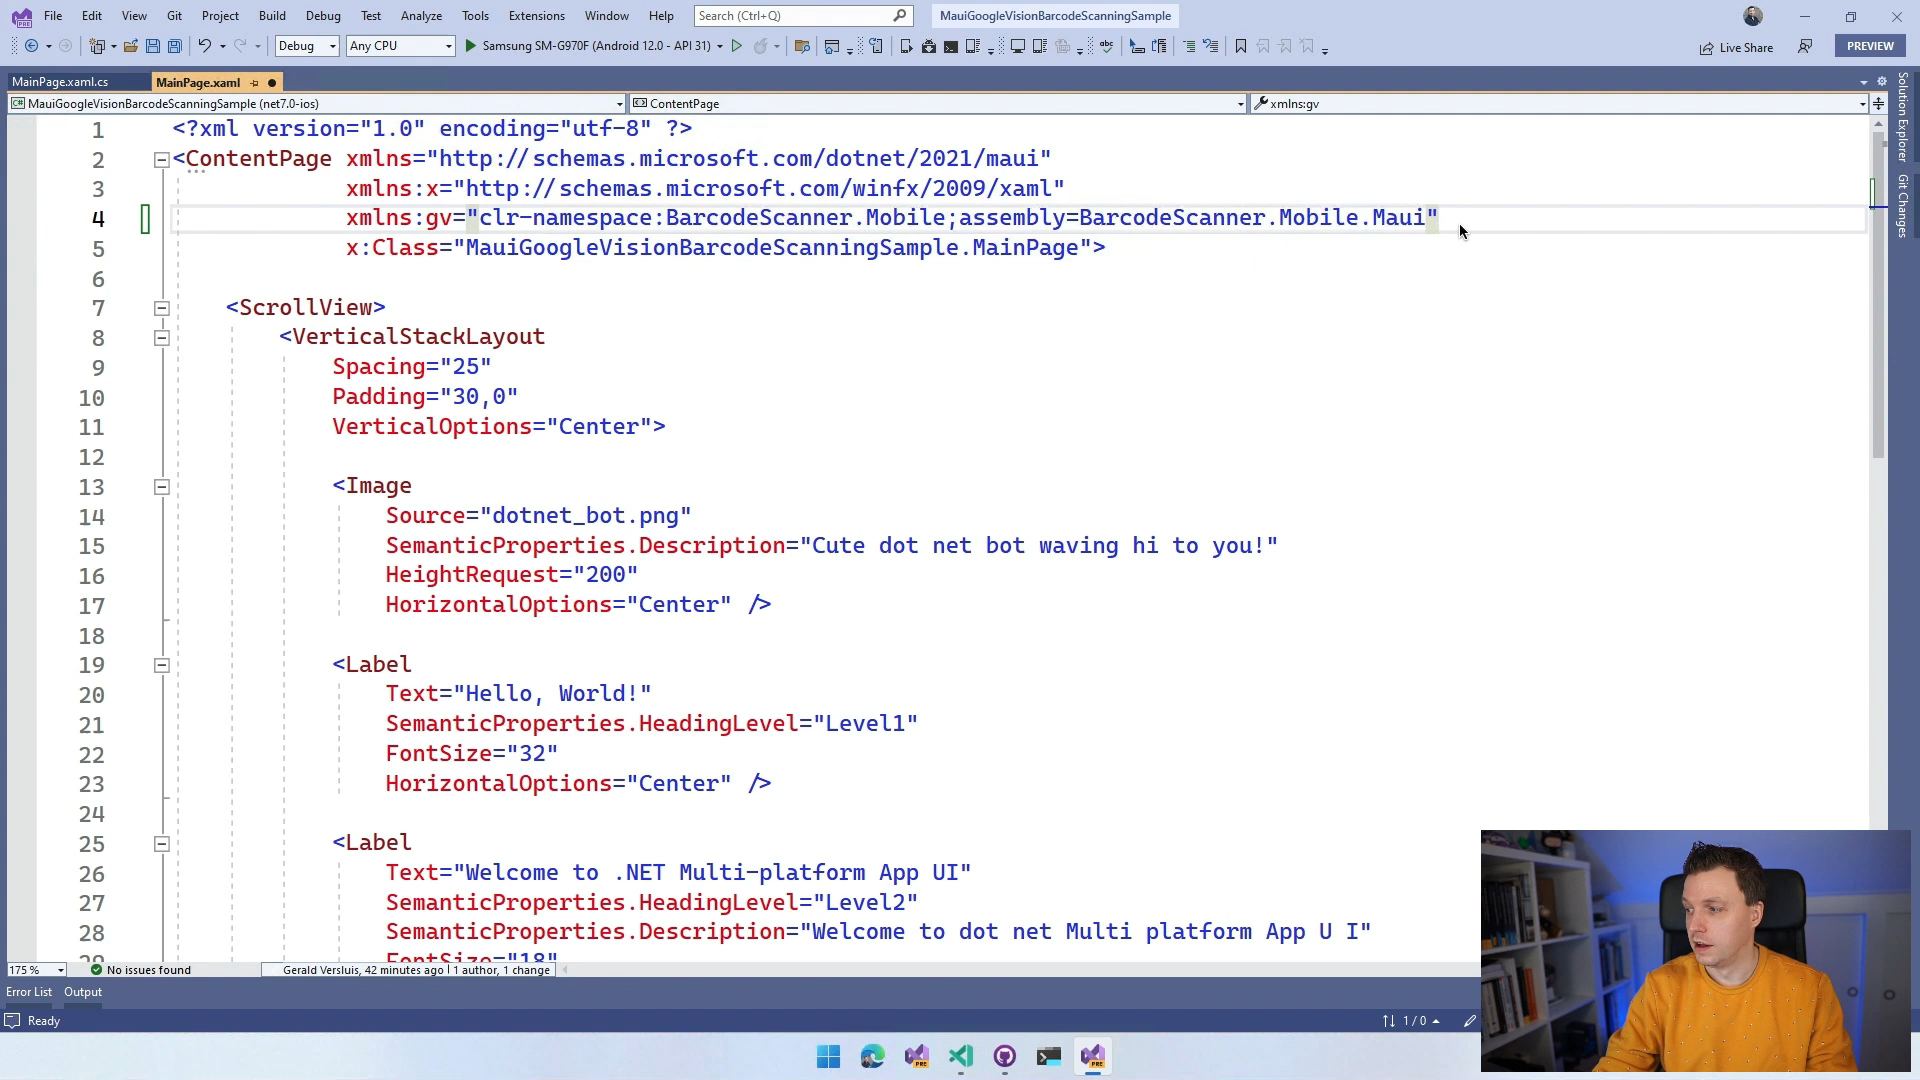 File Edit View Git Project Build Debug Test Analyze Tools Extensions Window Help Search (Ctrl+Q) MauiGoogleVisionBarcodeScanningSample
Debug Any CPU Samsung SM-G970F (Android 12.0 - API 31) Live Share PREVIEW
MainPage.xaml.cs MainPage.xaml
MauiGoogleVisionBarcodeScanningSample (net7.0-ios) ContentPage xmlns:gv
1 <?xml version="1.0" encoding="utf-8" ?>
2 <ContentPage xmlns="http://schemas.microsoft.com/dotnet/2021/maui"
3 xmlns:x="http://schemas.microsoft.com/winfx/2009/xaml"
4 xmlns:gv="clr-namespace:BarcodeScanner.Mobile;assembly=BarcodeScanner.Mobile.Maui"
5 x:Class="MauiGoogleVisionBarcodeScanningSample.MainPage">
6
7 <ScrollView>
8 <VerticalStackLayout
9 Spacing="25"
10 Padding="30,0"
11 VerticalOptions="Center">
12
13 <Image
14 Source="dotnet_bot.png"
15 SemanticProperties.Description="Cute dot net bot waving hi to you!"
16 HeightRequest="200"
17 HorizontalOptions="Center" />
18
19 <Label
20 Text="Hello, World!"
21 SemanticProperties.HeadingLevel="Level1"
22 FontSize="32"
23 HorizontalOptions="Center" />
24
25 <Label
26 Text="Welcome to .NET Multi-platform App UI"
27 SemanticProperties.HeadingLevel="Level2"
28 SemanticProperties.Description="Welcome to dot net Multi platform App U I"
29 FontSize="18"
175 % No issues found Gerald Versluis, 42 minutes ago | 1 author, 1 change
Error List Output
Ready 1 / 0
Solution Explorer
Git Changes